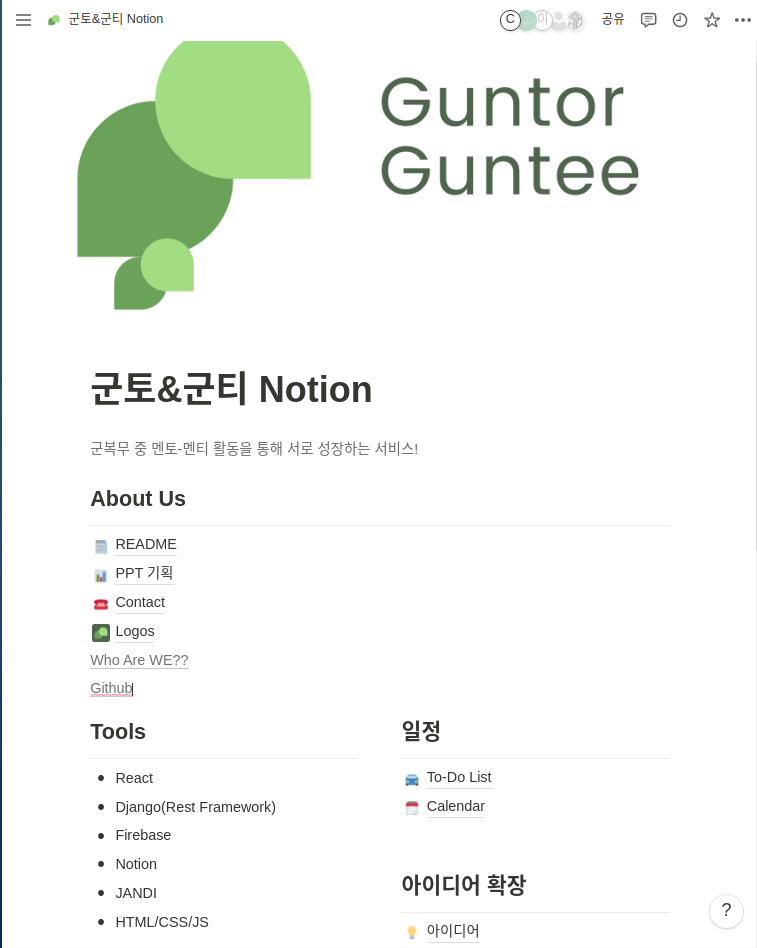 군토&군티 Notion
C
이
공유
Guntor
Guntee
군토&군티 Notion
군복무 중 멘토-멘티 활동을 통해 서로 성장하는 서비스!
About Us
README
PPT 기획
Contact
Logos
Who Are WE??
Github
Tools
React
Django(Rest Framework)
Firebase
Notion
JANDI
HTML/CSS/JS
일정
To-Do List
Calendar
아이디어 확장
아이디어
?